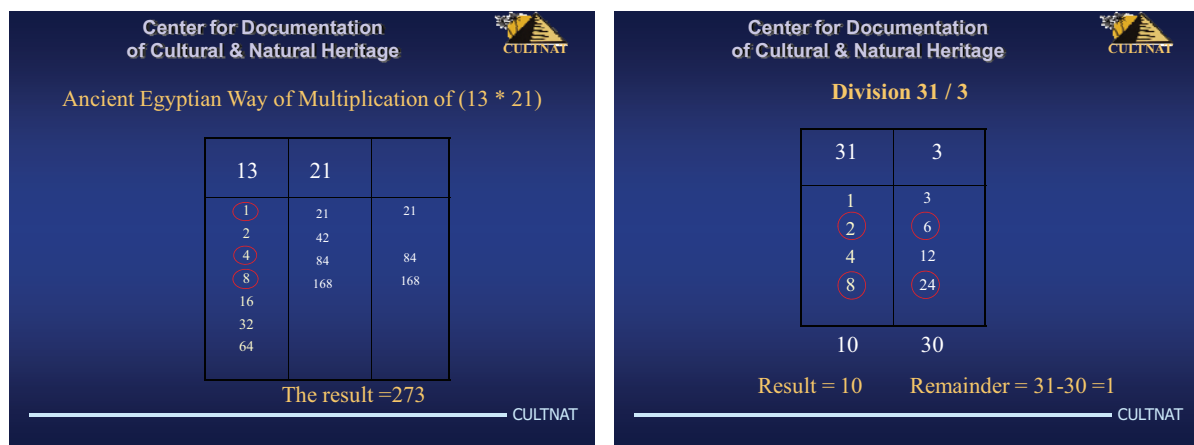 Center for Documentation
of Cultural & Natural Heritage
CULTNAT
Ancient Egyptian Way of Multiplication of (13 * 21)
13 21
1 21 21
2 42
4 84 84
8 168 168
16
32
64
The result =273
CULTNAT
Center for Documentation
of Cultural & Natural Heritage
CULTNAT
Division 31 / 3
31 3
1 3
2 6
4 12
8 24
10 30
Result = 10 Remainder = 31-30 =1
CULTNAT